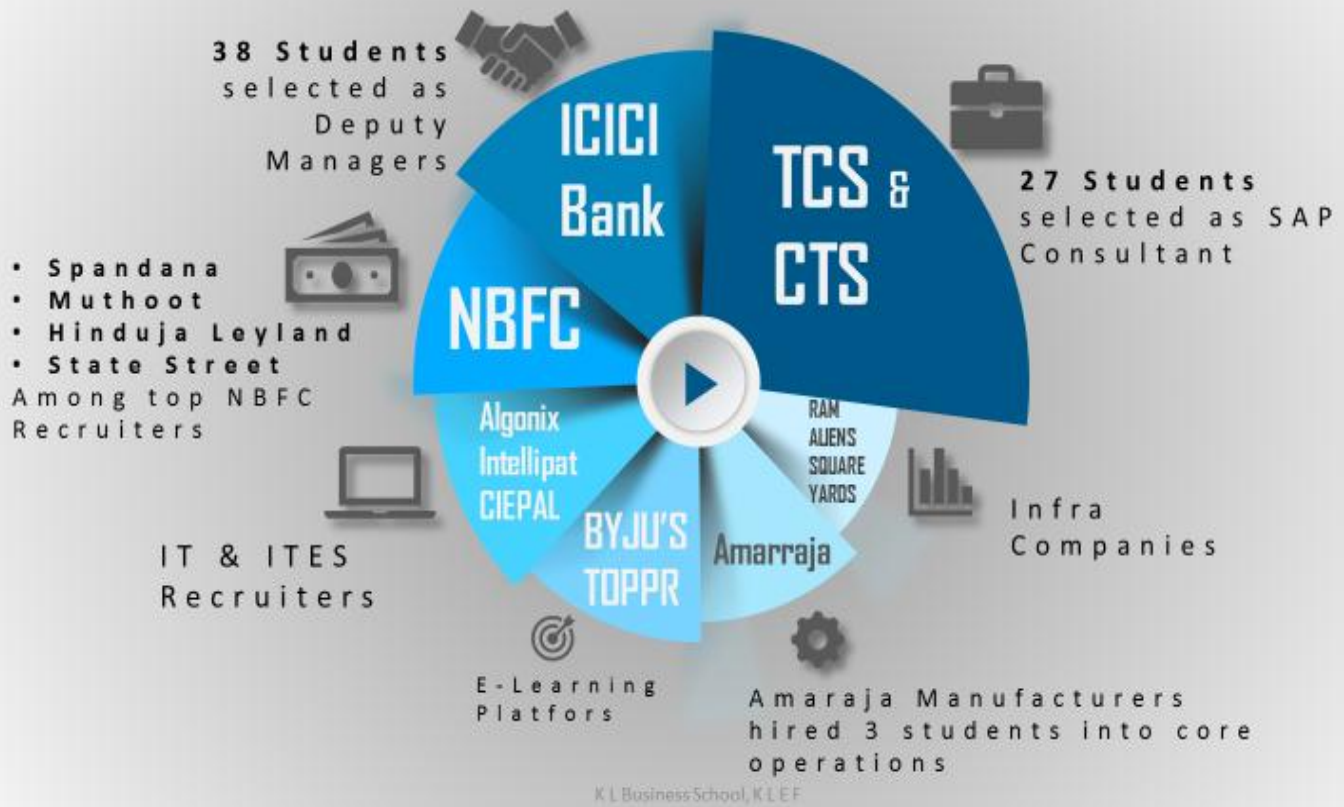 38 Students
selected as
Deputy
Managers
ICICI
Bank
TCS &
CTS
27 Students
selected as SAP
Consultant
• Spandana
• Muthoot
• Hinduja Leyland
• State Street
Among top NBFC
Recruiters
NBFC
Algonix
Intellipat
CIEPAL
IT & ITES
Recruiters
BYJU'S
TOPPR
E-Learning
Platfors
Amarraja
Amaraja Manufacturers
hired 3 students into core
operations
RAM
ALIENS
SQUARE
YARDS
Infra
Companies
K L Business School, K L E F